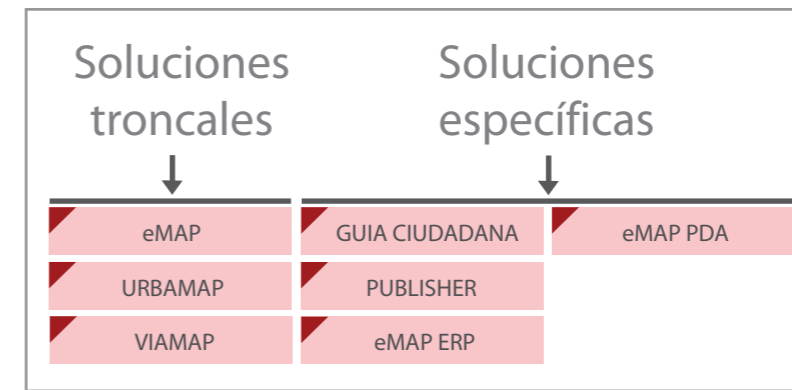 Soluciones
troncales
Soluciones
específicas
eMAP
URBAMAP
VIAMAP
GUIA CIUDADANA
PUBLISHER
eMAP ERP
eMAP PDA